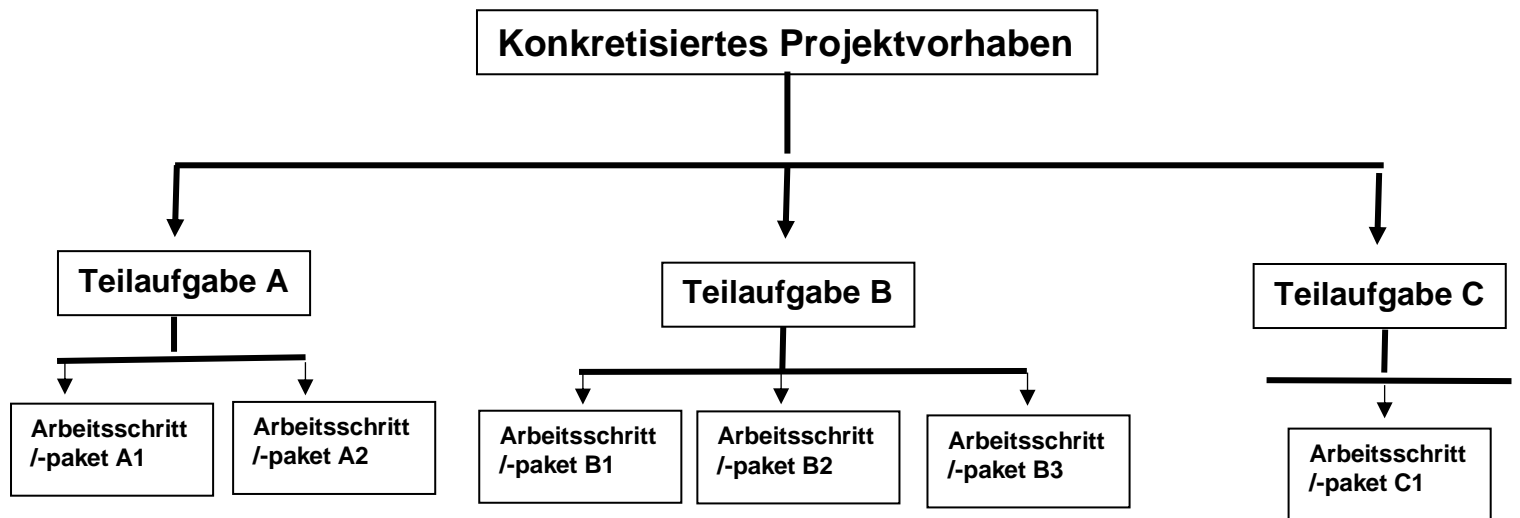 Konkretisiertes Projektvorhaben
Teilaufgabe A
Teilaufgabe B
Teilaufgabe C
Arbeitsschritt
/-paket A1
Arbeitsschritt
/-paket A2
Arbeitsschritt
/-paket B1
Arbeitsschritt
/-paket B2
Arbeitsschritt
/-paket B3
Arbeitsschritt
/-paket C1